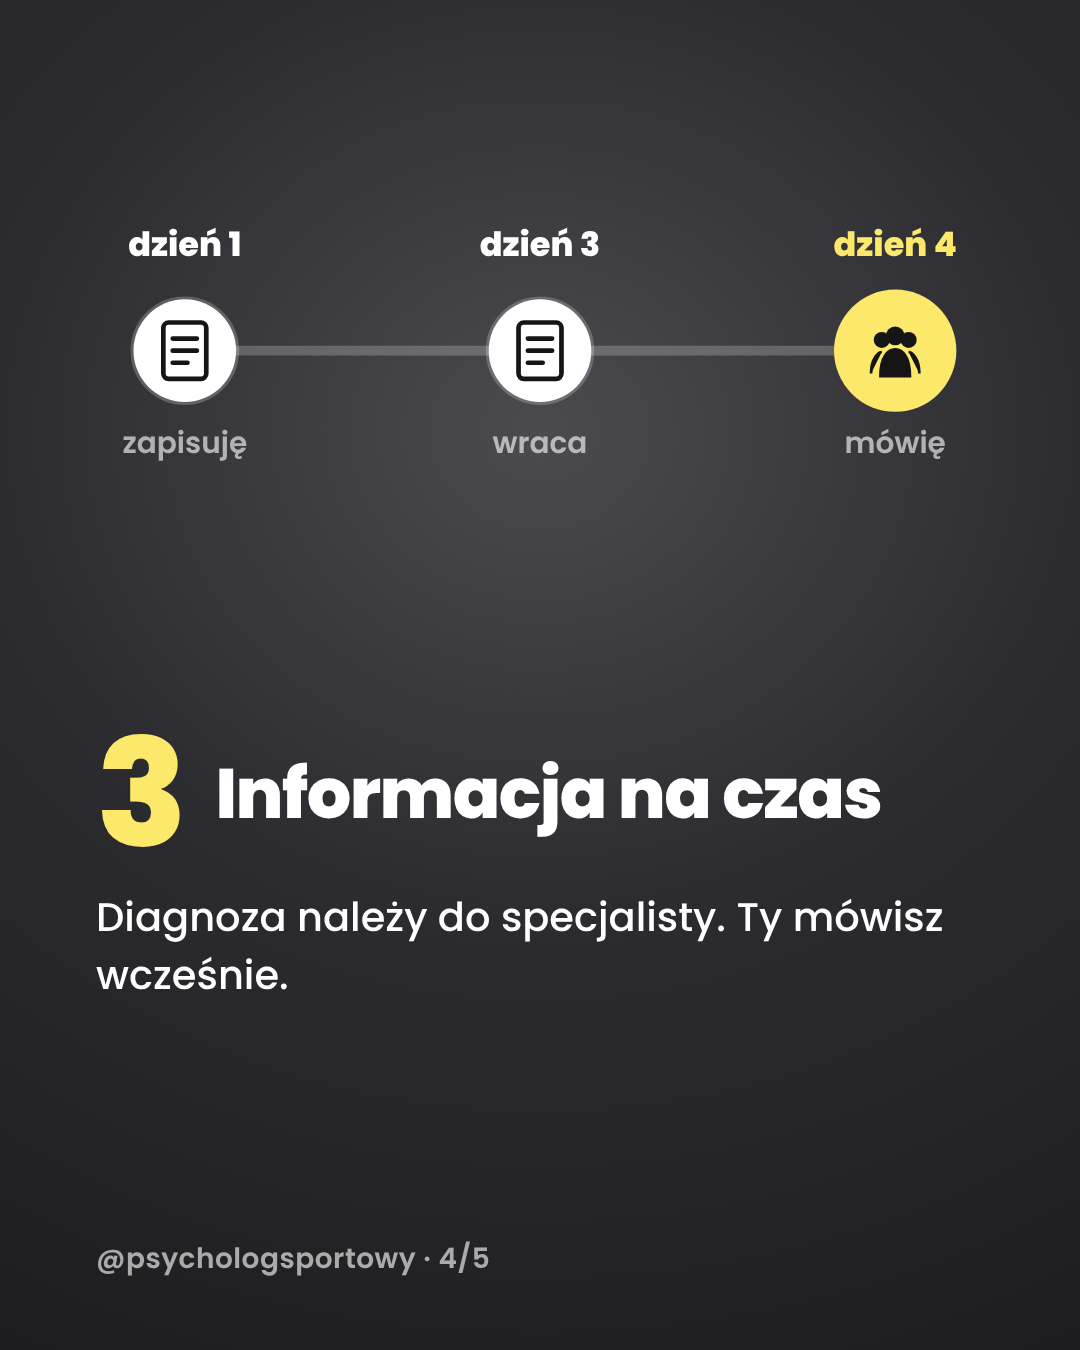 dzień 1
dzień 3
dzień 4
zapisuję
wraca
mówię
3 Informacja na czas
Diagnoza należy do specjalisty. Ty mówisz
wcześnie.
@psychologsportowy · 4/5